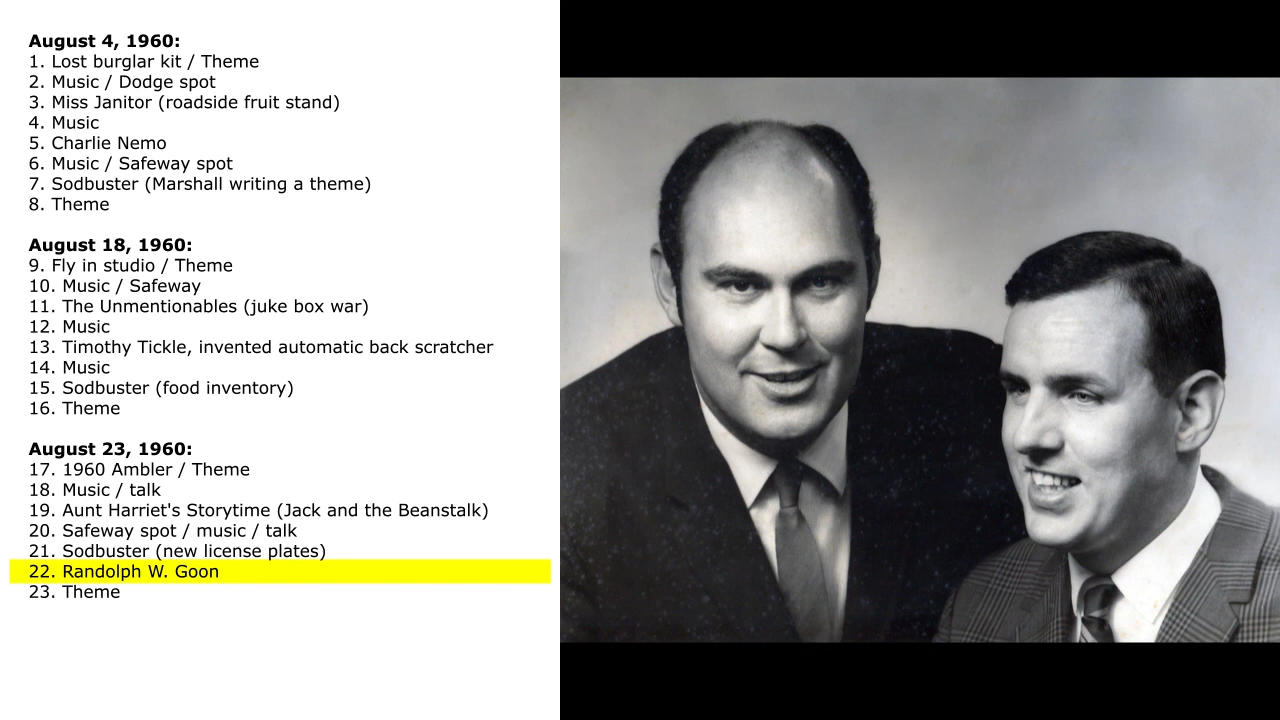 August 4, 1960:
1. Lost burglar kit / Theme
2. Music / Dodge spot
3. Miss Janitor (roadside fruit stand)
4. Music
5. Charlie Nemo
6. Music / Safeway spot
7. Sodbuster (Marshall writing a theme)
8. Theme
August 18, 1960:
9. Fly in studio / Theme
10. Music / Safeway
11. The Unmentionables (juke box war)
12. Music
13. Timothy Tickle, invented automatic back scratcher
14. Music
15. Sodbuster (food inventory)
16. Theme
August 23, 1960:
17. 1960 Ambler / Theme
18. Music / talk
19. Aunt Harriet's Storytime (Jack and the Beanstalk)
20. Safeway spot / music / talk
21. Sodbuster (new license plates)
22. Randolph W. Goon
23. Theme